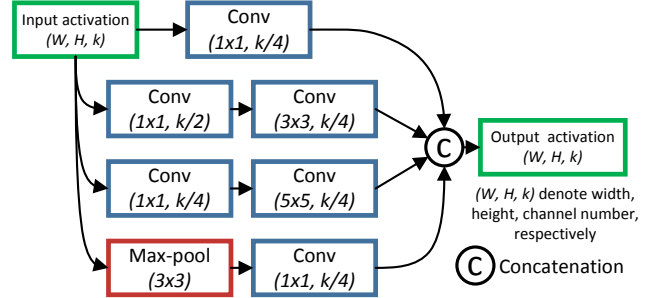 Input activation
(W, H, k)
Conv
(1x1, k/4)
Conv
(1x1, k/2)
Conv
(3x3, k/4)
Conv
(1x1, k/4)
Conv
(5x5, k/4)
Max-pool
(3x3)
Conv
(1x1, k/4)
C
Output activation
(W, H, k)
(W, H, k) denote width,
height, channel number,
respectively
C Concatenation